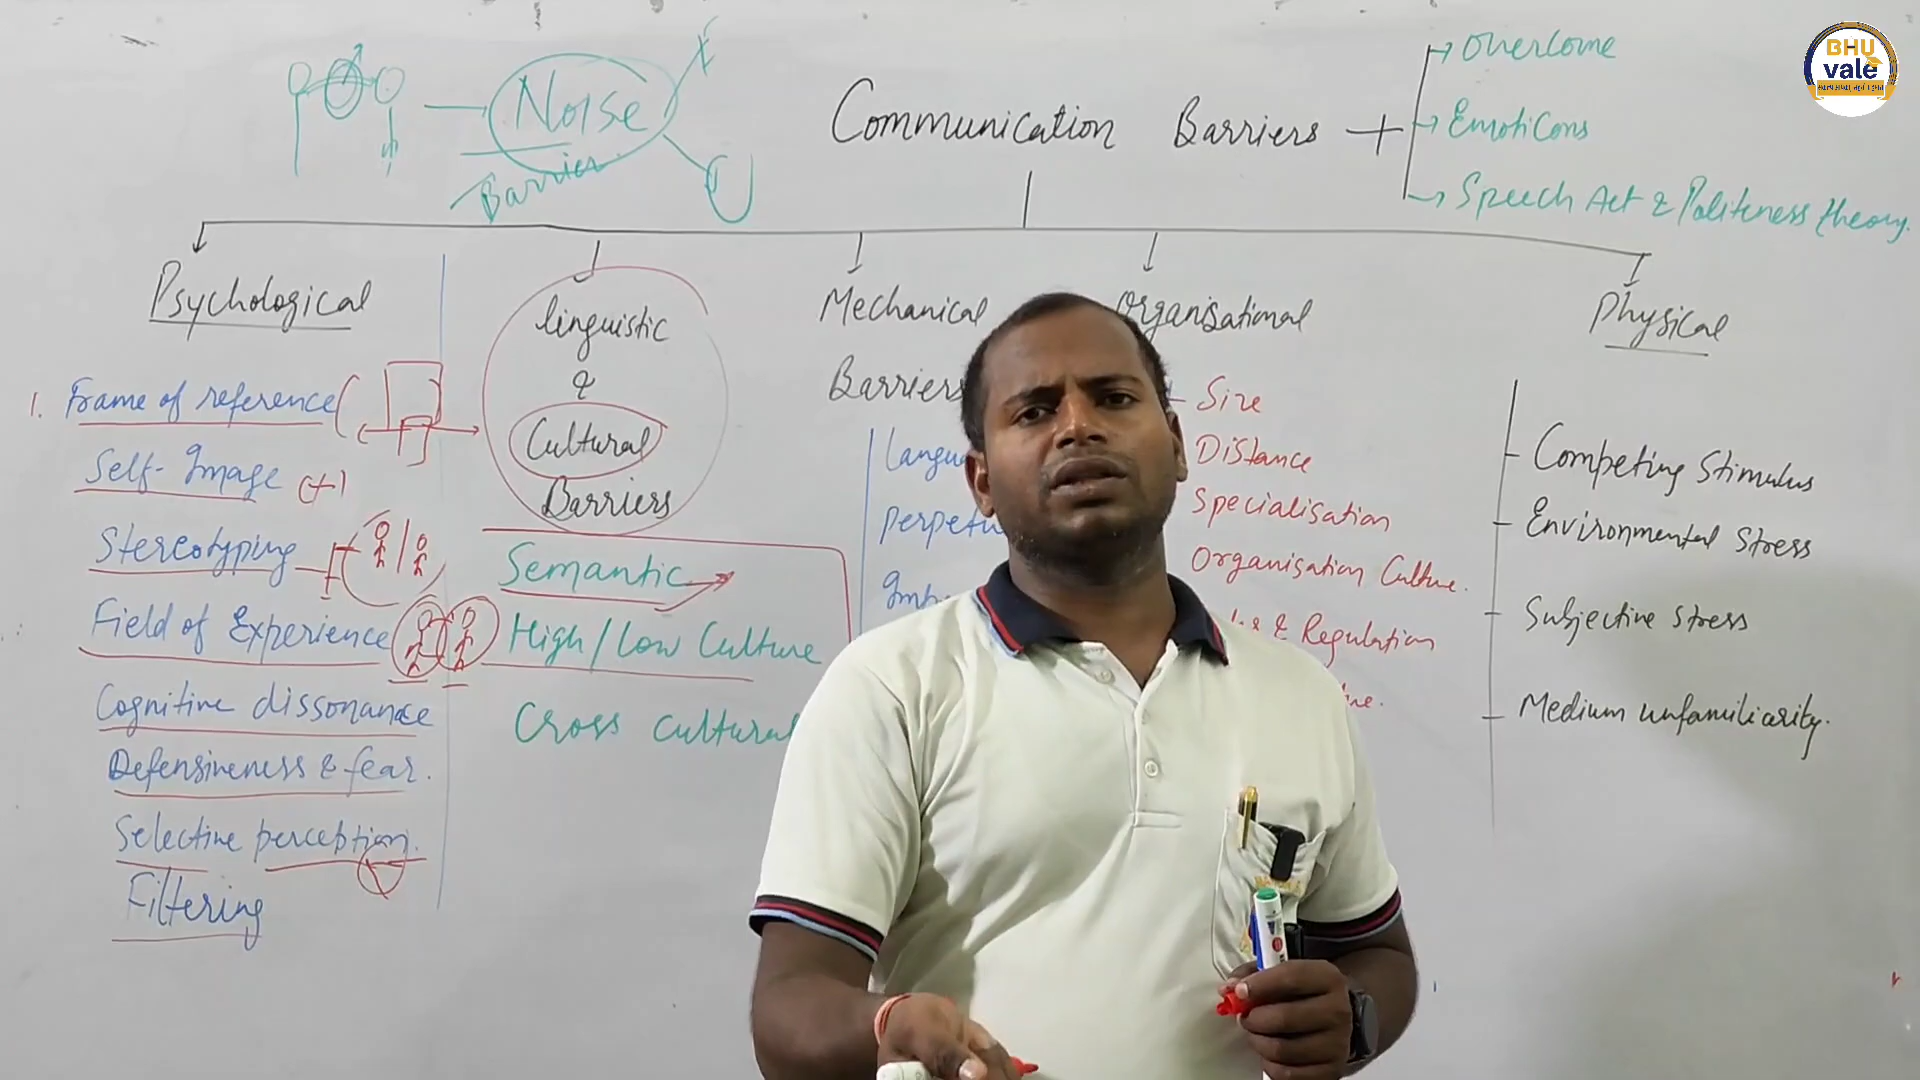 BHU
vale
Noise
Barrier
Communication Barriers +
Overcome
Emoticons
Speech Act & Politeness theory.
Psychological
1. Frame of reference
Self-Image (+)
Stereotyping
Field of Experience
Cognitive dissonance
Defensiveness & fear.
Selective perception.
Filtering
linguistic
&
Cultural
Barriers
Semantic
High/Low Culture
Cross Cultural
Mechanical
Barriers
Organisational
Size
Distance
Specialisation
Organisation Culture.
& Regulation
Physical
Competing Stimulus
Environmental Stress
Subjective Stress
Medium unfamiliarity.